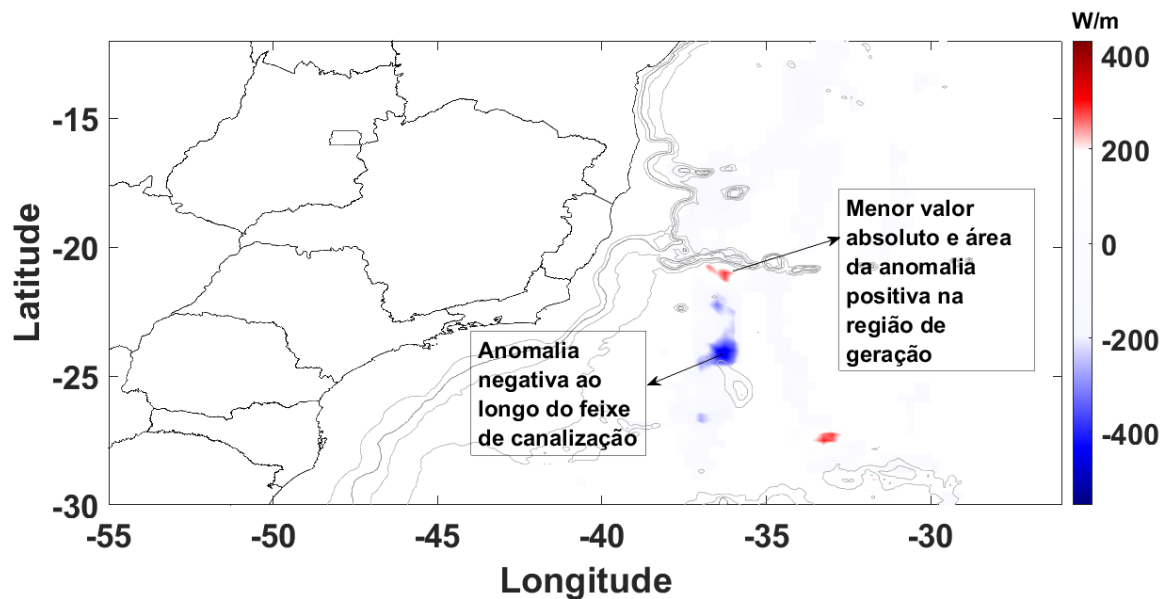 W/m
400
200
0
-200
-400
-15
-20
-25
-30
Latitude
Menor valor
absoluto e área
da anomalia
positiva na
região de
geração
Anomalia
negativa ao
longo do feixe
de canalização
-55 -50 -45 -40 -35 -30
Longitude